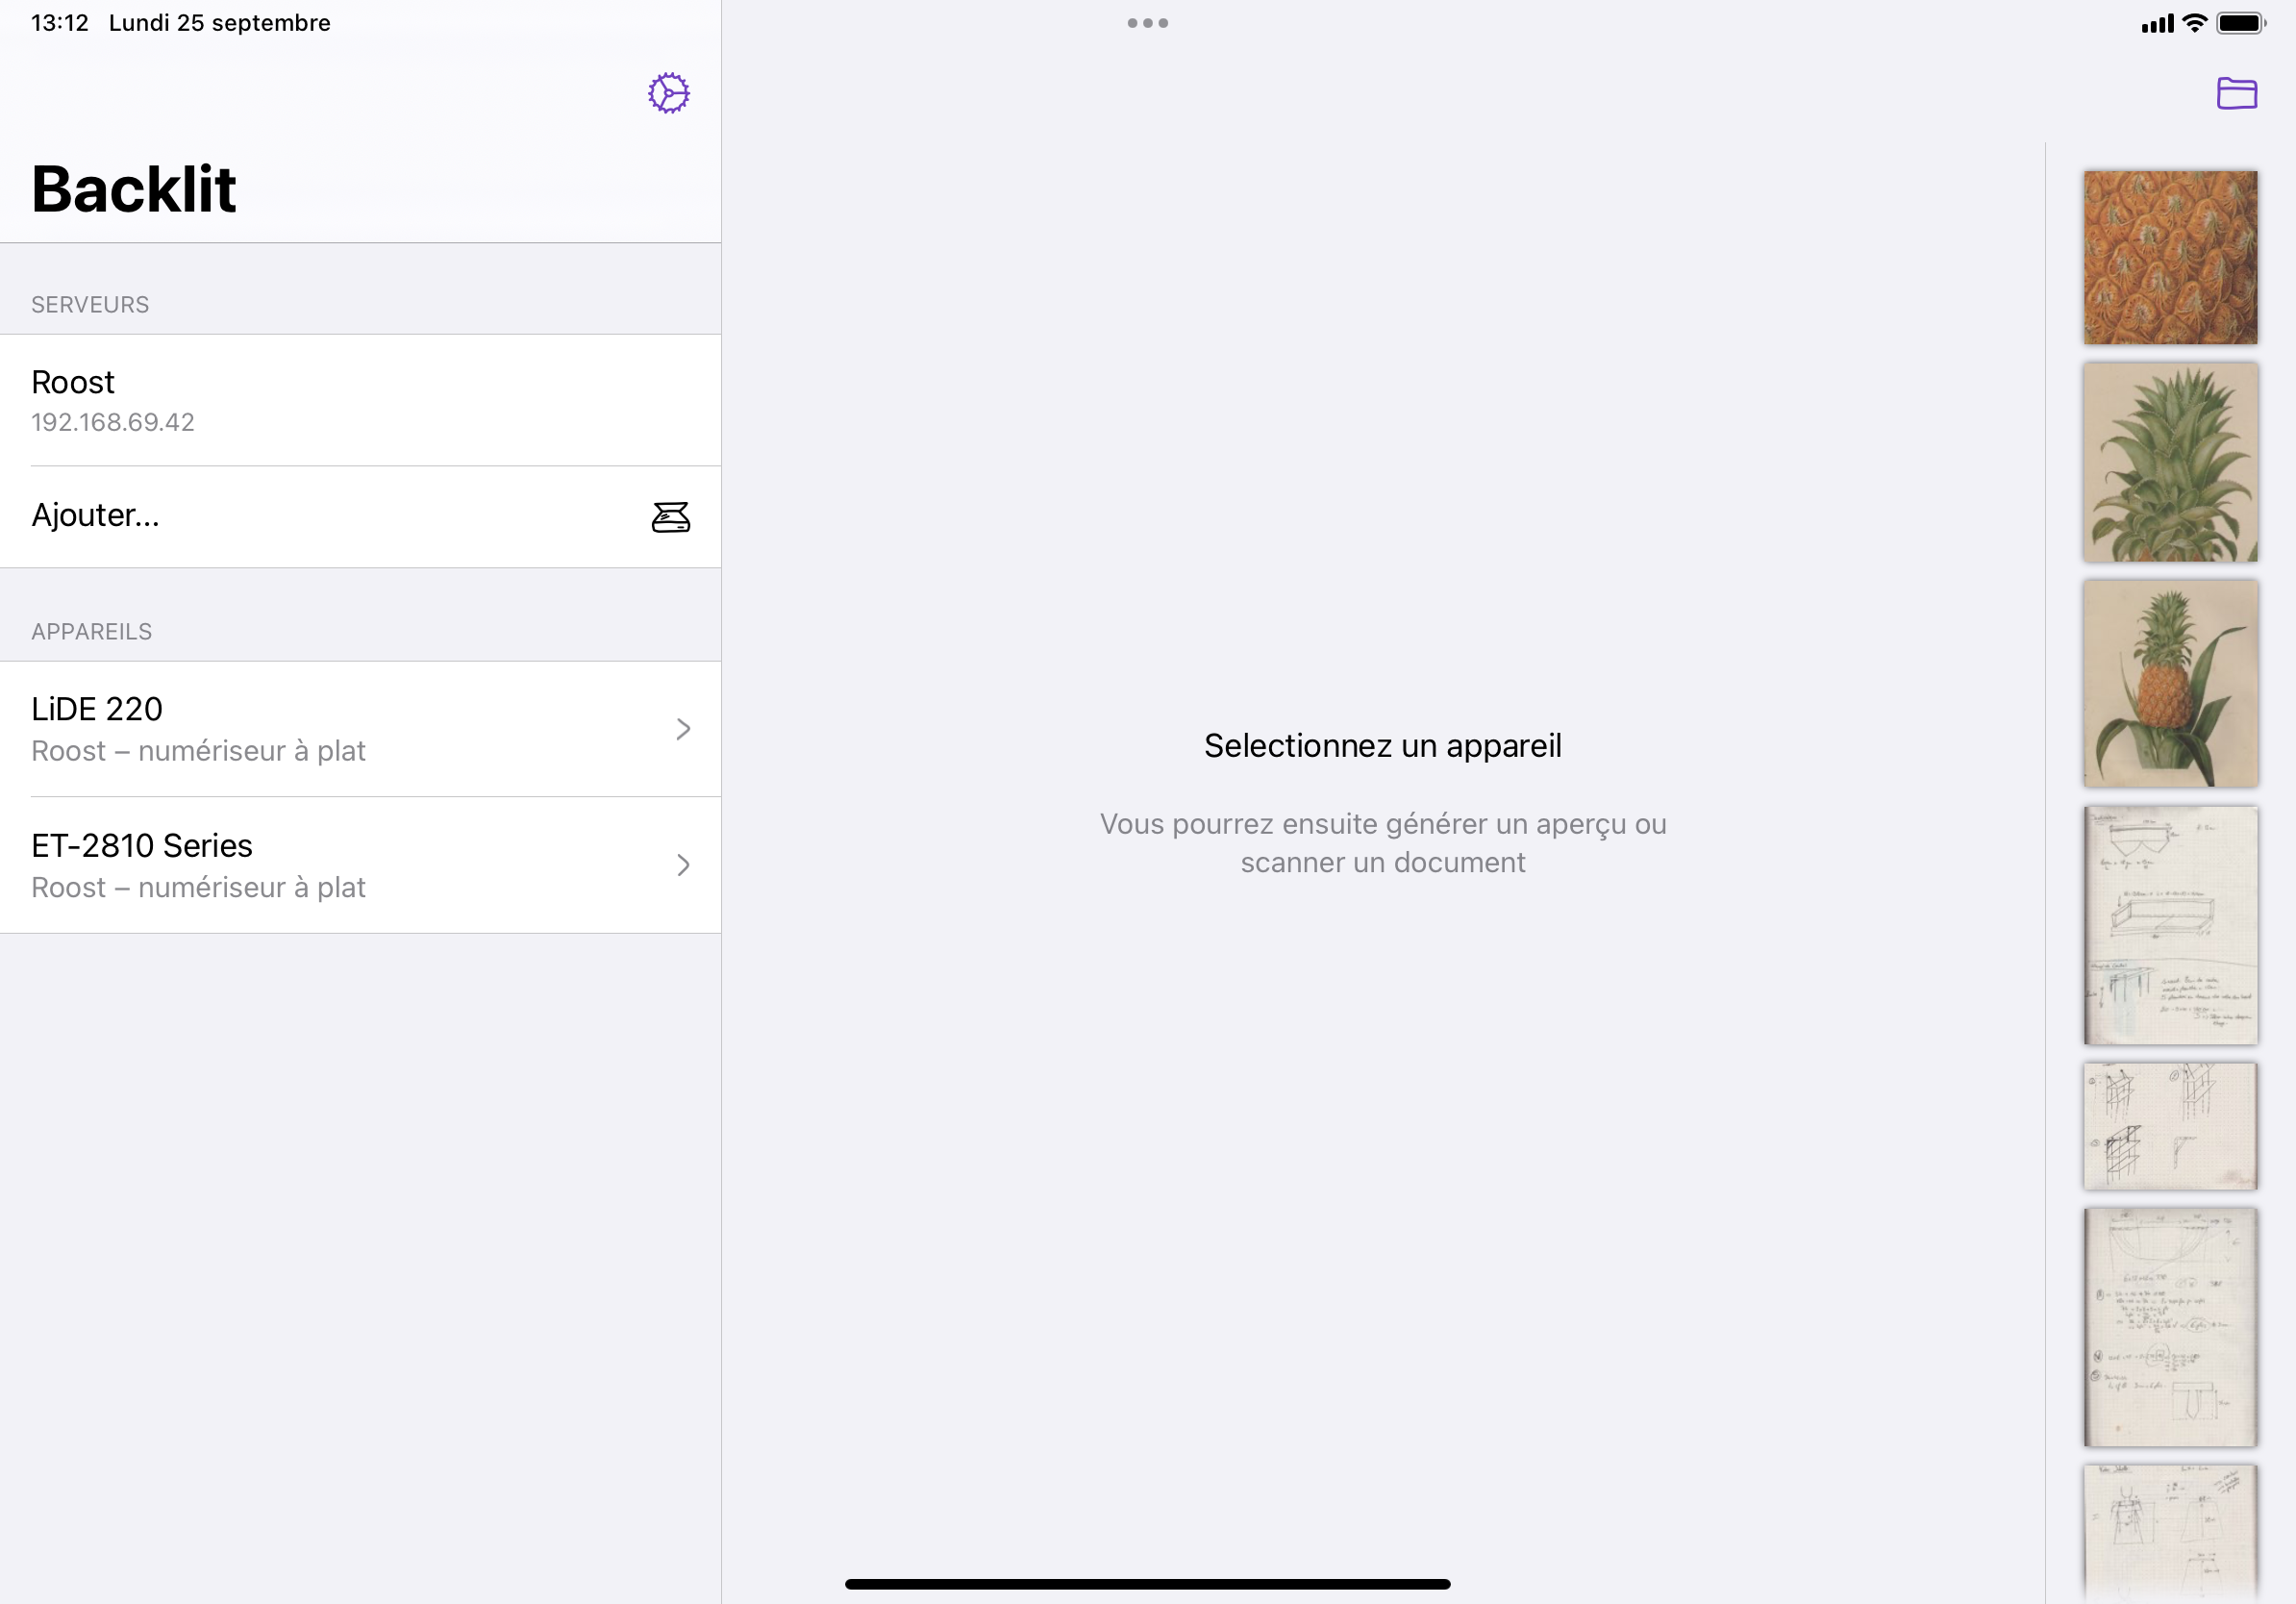 13:12 Lundi 25 septembre
Backlit
SERVEURS
Roost
192.168.69.42
Ajouter...
APPAREILS
LiDE 220
Roost – numériseur à plat
ET-2810 Series
Roost – numériseur à plat
Selectionnez un appareil
Vous pourrez ensuite générer un aperçu ou
scanner un document